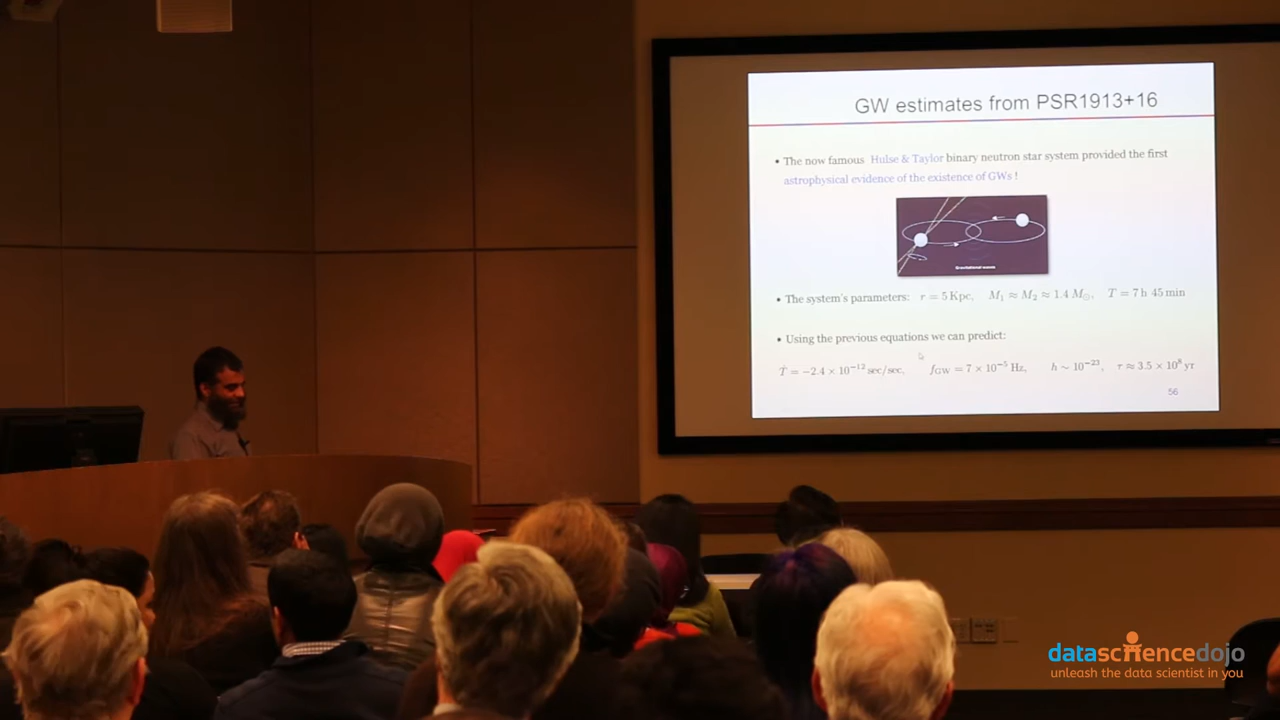 GW estimates from PSR1913+16
• The now famous Hulse & Taylor binary neutron star system provided the first
astrophysical evidence of the existence of GWs !
Gravitational waves
• The system's parameters: r = 5 Kpc, M₁ ≈ M₂ ≈ 1.4 M☉, T = 7 h 45 min
• Using the previous equations we can predict:
Ṫ = −2.4 × 10⁻¹² sec/sec, f_GW = 7 × 10⁻⁵ Hz, h ∼ 10⁻²³, τ ≈ 3.5 × 10⁸ yr
56
datasciencedojo
unleash the data scientist in you